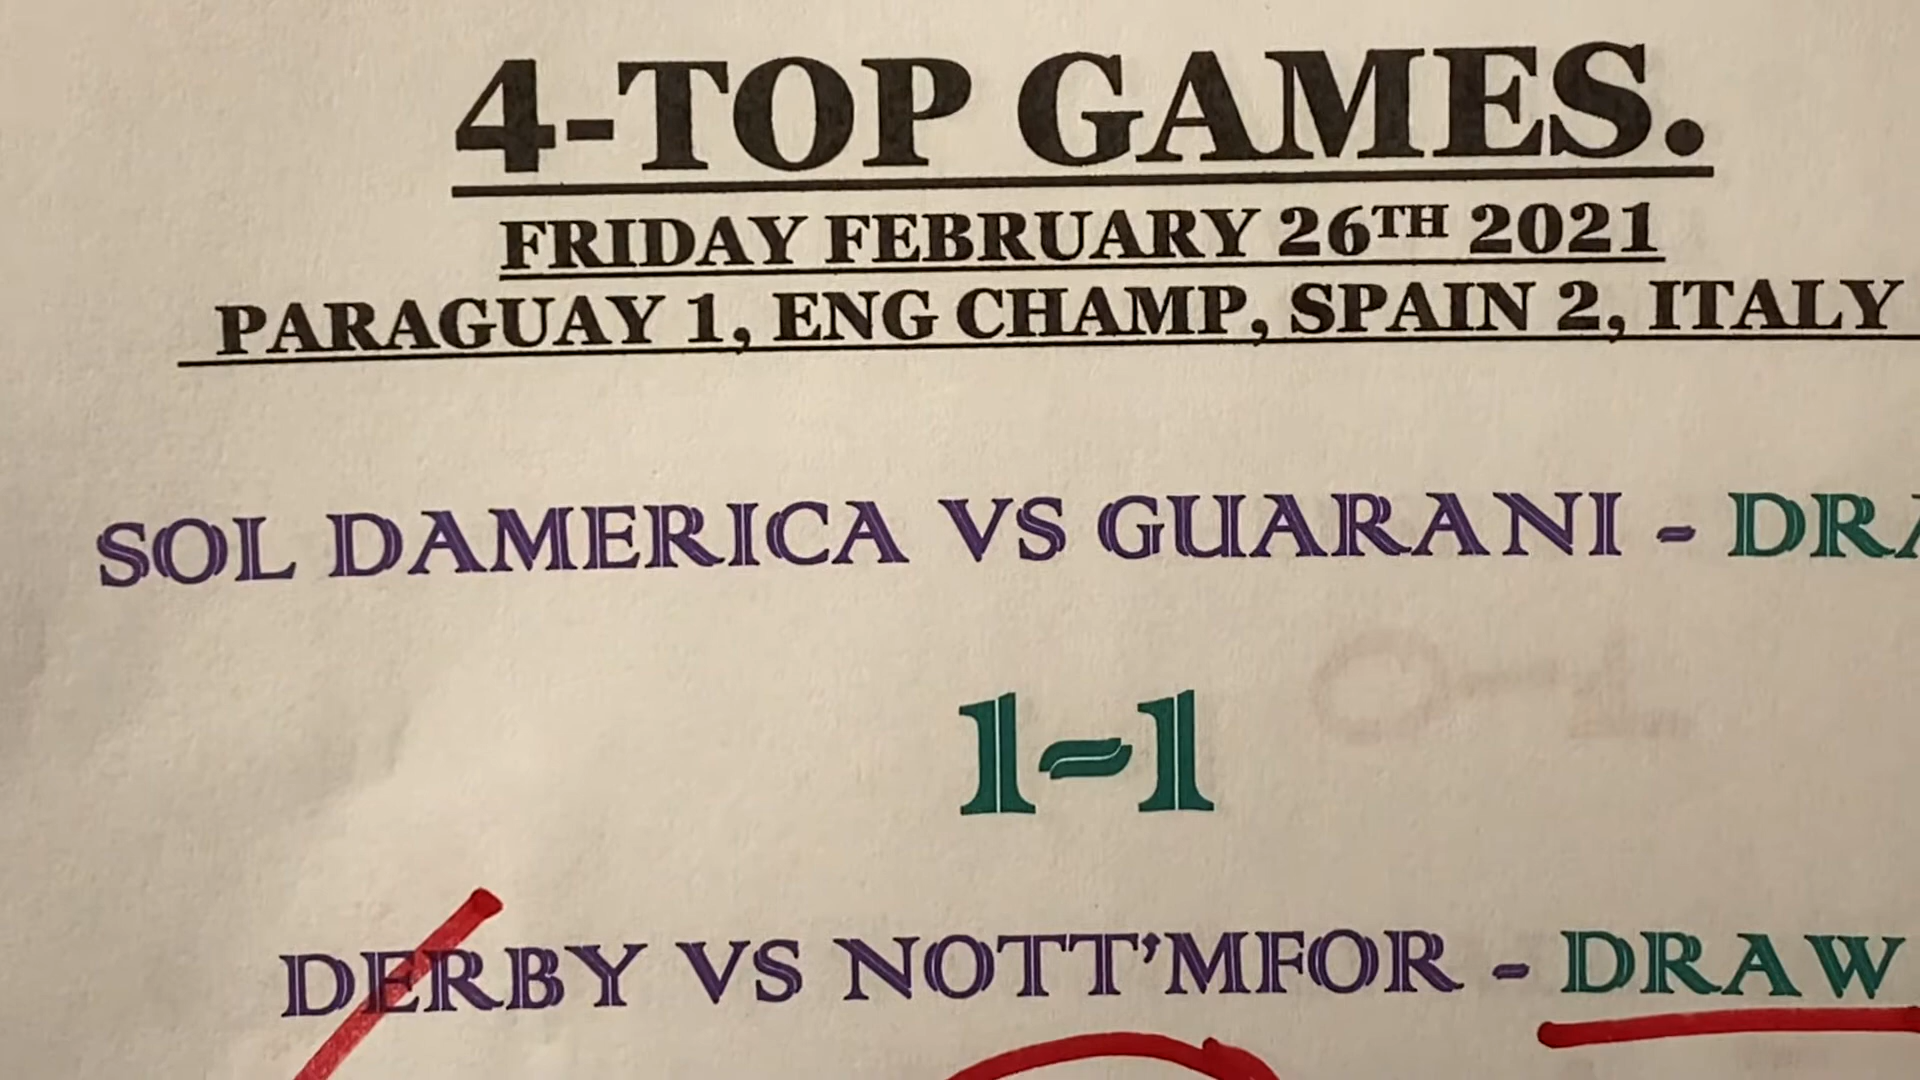 4-TOP GAMES.
FRIDAY FEBRUARY 26TH 2021
PARAGUAY 1, ENG CHAMP, SPAIN 2, ITALY
SOL DAMERICA VS GUARANI - DRA
1-1
DERBY VS NOTT'MFOR - DRAW